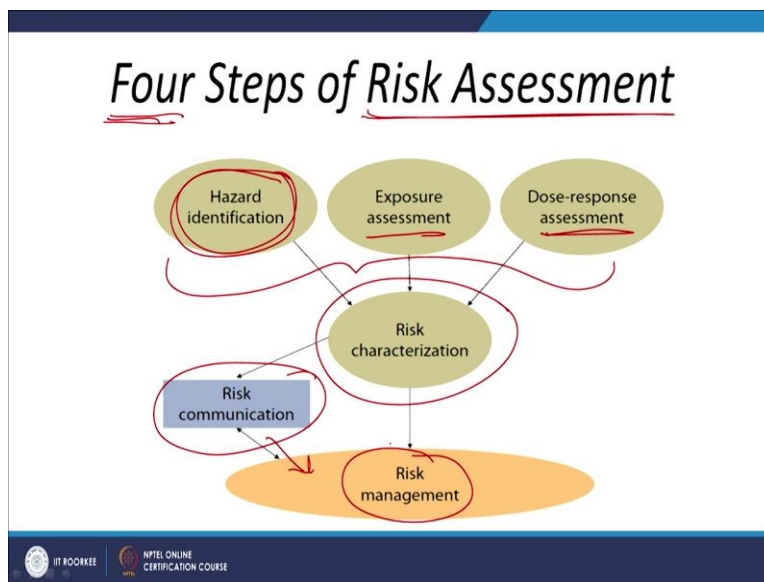 Four Steps of Risk Assessment
Hazard
identification
Exposure
assessment
Dose-response
assessment
Risk
characterization
Risk
communication
Risk
management
IIT ROORKEE
NPTEL ONLINE
CERTIFICATION COURSE